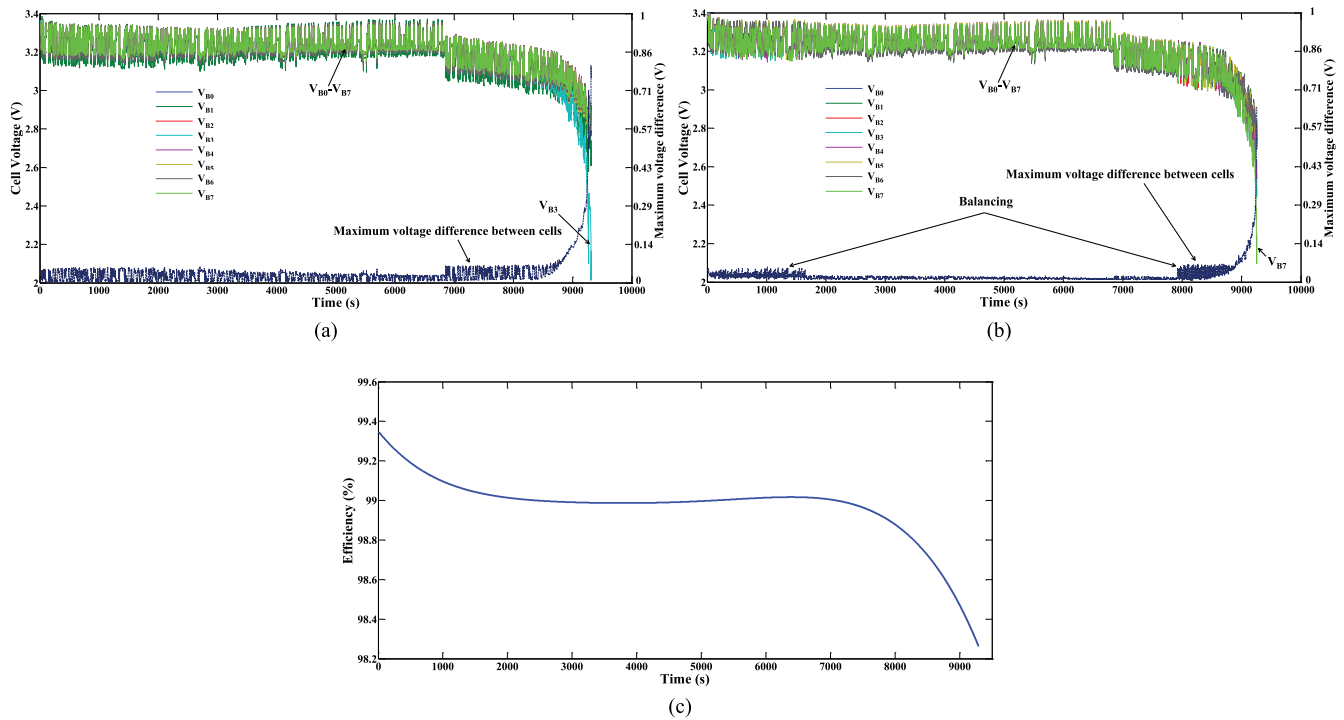 3.4
3.2
3
2.8
2.6
2.4
2.2
2
Cell Voltage (V)
0
1000
2000
3000
4000
5000
6000
7000
8000
9000
10000
Time (s)
1
0.86
0.71
0.57
0.43
0.29
0.14
0
Maximum voltage difference (V)
VB0
VB1
VB2
VB3
VB4
VB5
VB6
VB7
VB0-VB7
VB3
Maximum voltage difference between cells
(a)
3.4
3.2
3
2.8
2.6
2.4
2.2
2
Cell Voltage (V)
0
1000
2000
3000
4000
5000
6000
7000
8000
9000
10000
Time (s)
1
0.86
0.71
0.57
0.43
0.29
0.14
0
Maximum voltage difference (V)
VB0
VB1
VB2
VB3
VB4
VB5
VB6
VB7
VB0-VB7
Maximum voltage difference between cells
Balancing
VB7
(b)
99.6
99.4
99.2
99
98.8
98.6
98.4
98.2
Efficiency (%)
0
1000
2000
3000
4000
5000
6000
7000
8000
9000
Time (s)
(c)